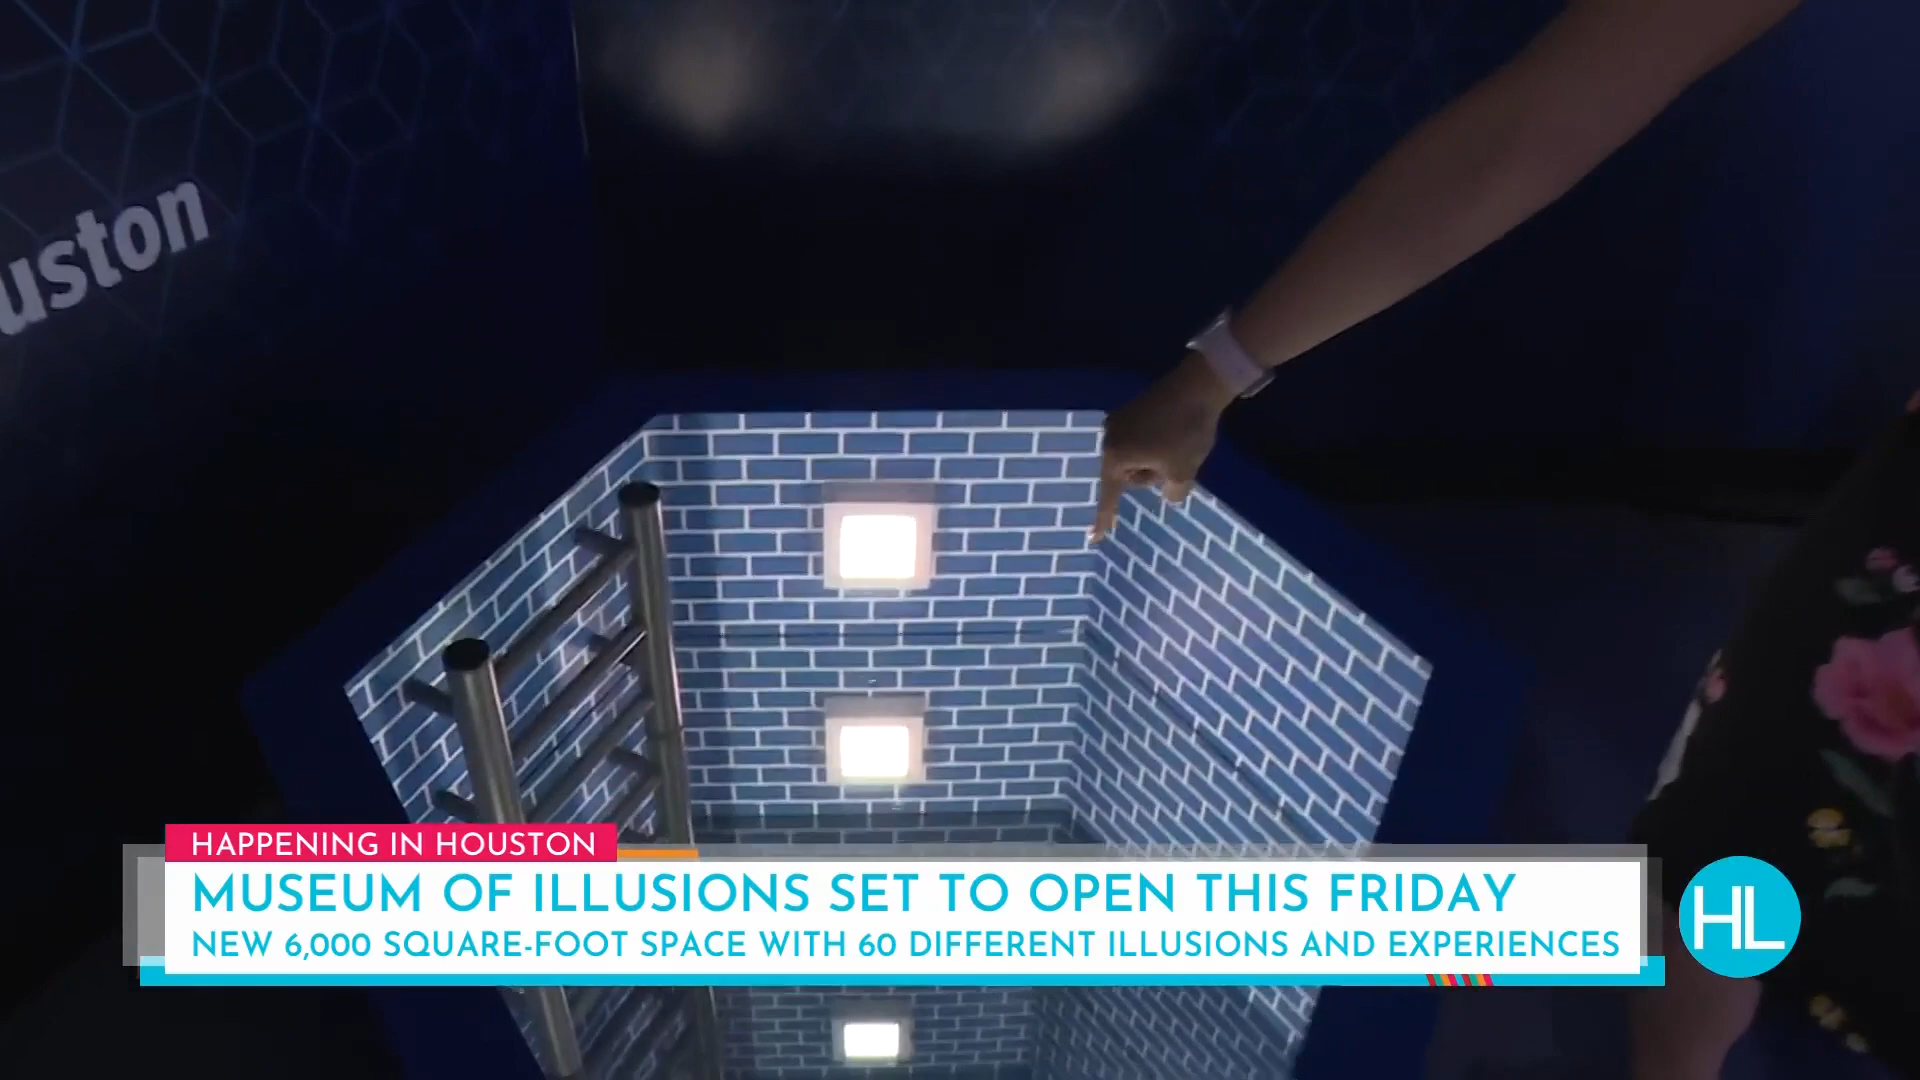 uston
HAPPENING IN HOUSTON
MUSEUM OF ILLUSIONS SET TO OPEN THIS FRIDAY
NEW 6,000 SQUARE-FOOT SPACE WITH 60 DIFFERENT ILLUSIONS AND EXPERIENCES
HL